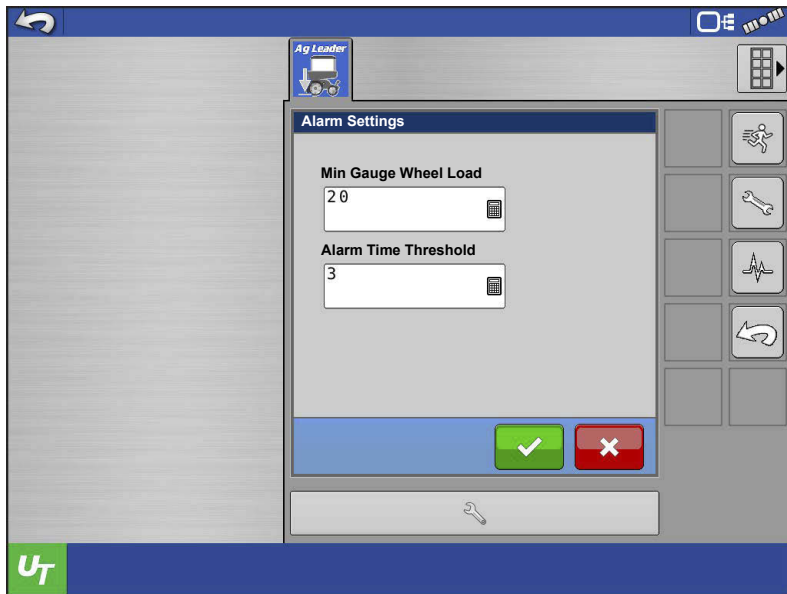 Ag Leader
Alarm Settings
Min Gauge Wheel Load
20
Alarm Time Threshold
3
UT